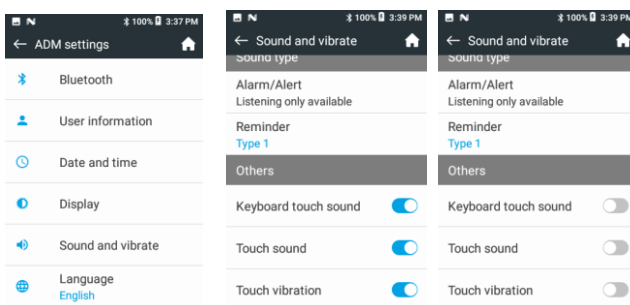 N 100% 3:37 PM
ADM settings
Bluetooth
User information
Date and time
Display
Sound and vibrate
Language
English
N 100% 3:39 PM
Sound and vibrate
Sound type
Alarm/Alert
Listening only available
Reminder
Type 1
Others
Keyboard touch sound
Touch sound
Touch vibration
N 100% 3:39 PM
Sound and vibrate
Sound type
Alarm/Alert
Listening only available
Reminder
Type 1
Others
Keyboard touch sound
Touch sound
Touch vibration